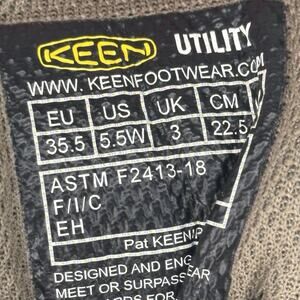 KEEN UTILITY
WWW.KEENFOOTWEAR.COM
EU US UK CM
35.5 5.5W 3 22.5
ASTM F2413-18
F/I/C
EH
Pat KEEN
DESIGNED AND
MEET OR SURPASS
FOR